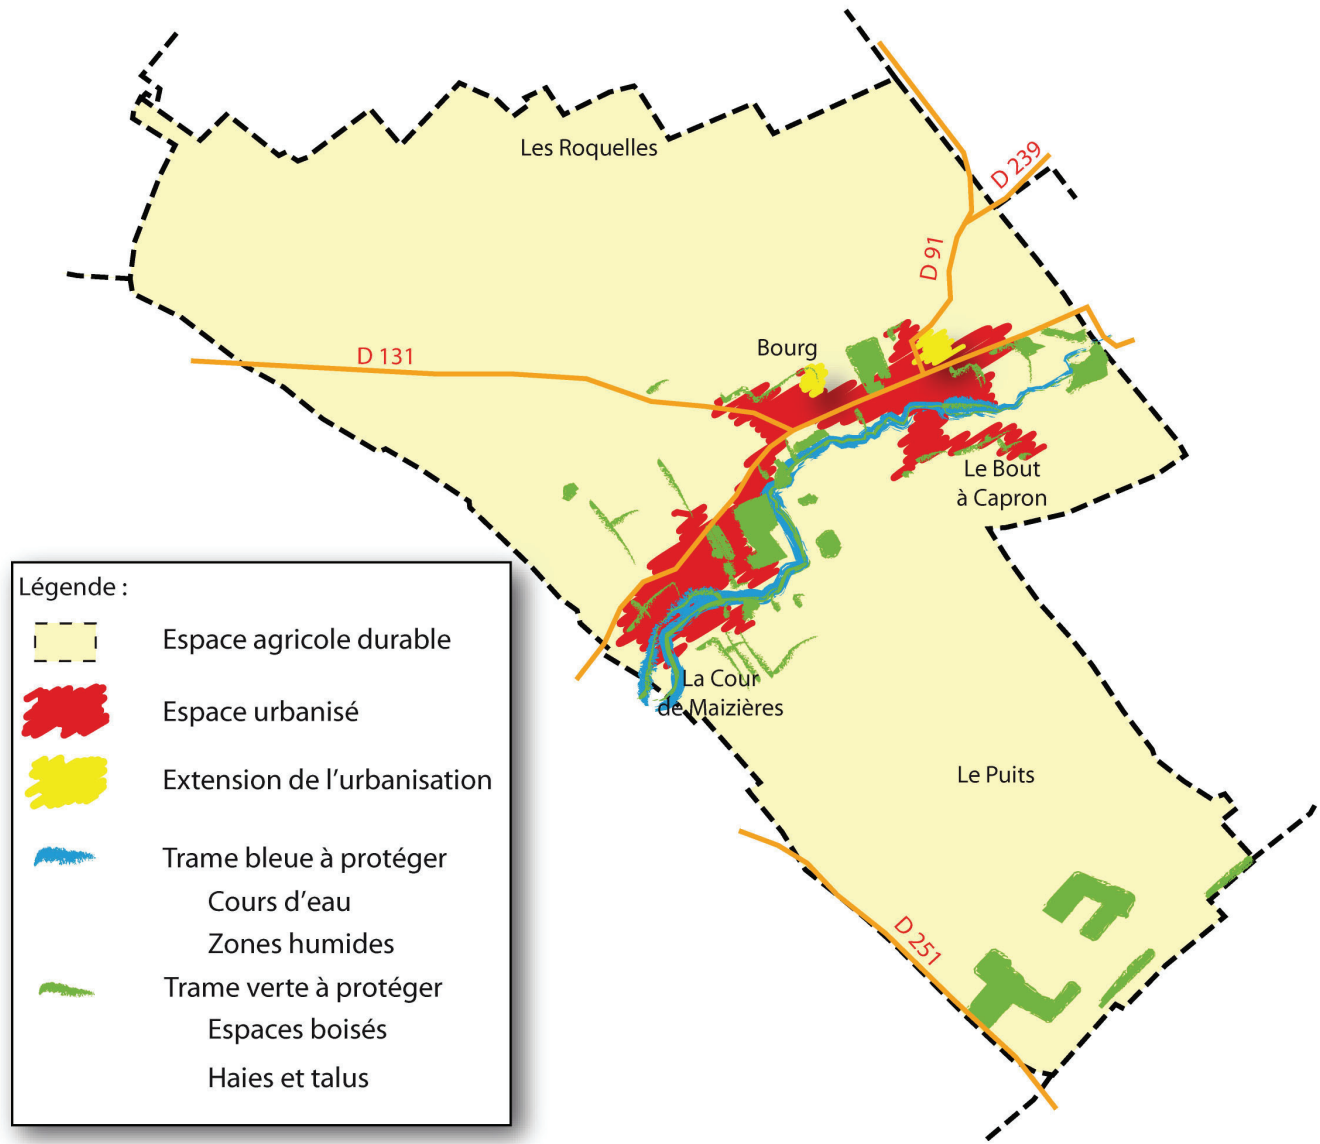 Les Roquelles
D 239
D 91
Bourg
D 131
Le Bout
à Capron
Légende :
Espace agricole durable
Espace urbanisé
Extension de l'urbanisation
Trame bleue à protéger
Cours d'eau
Zones humides
Trame verte à protéger
Espaces boisés
Haies et talus
La Cour
de Maizières
Le Puits
D 251